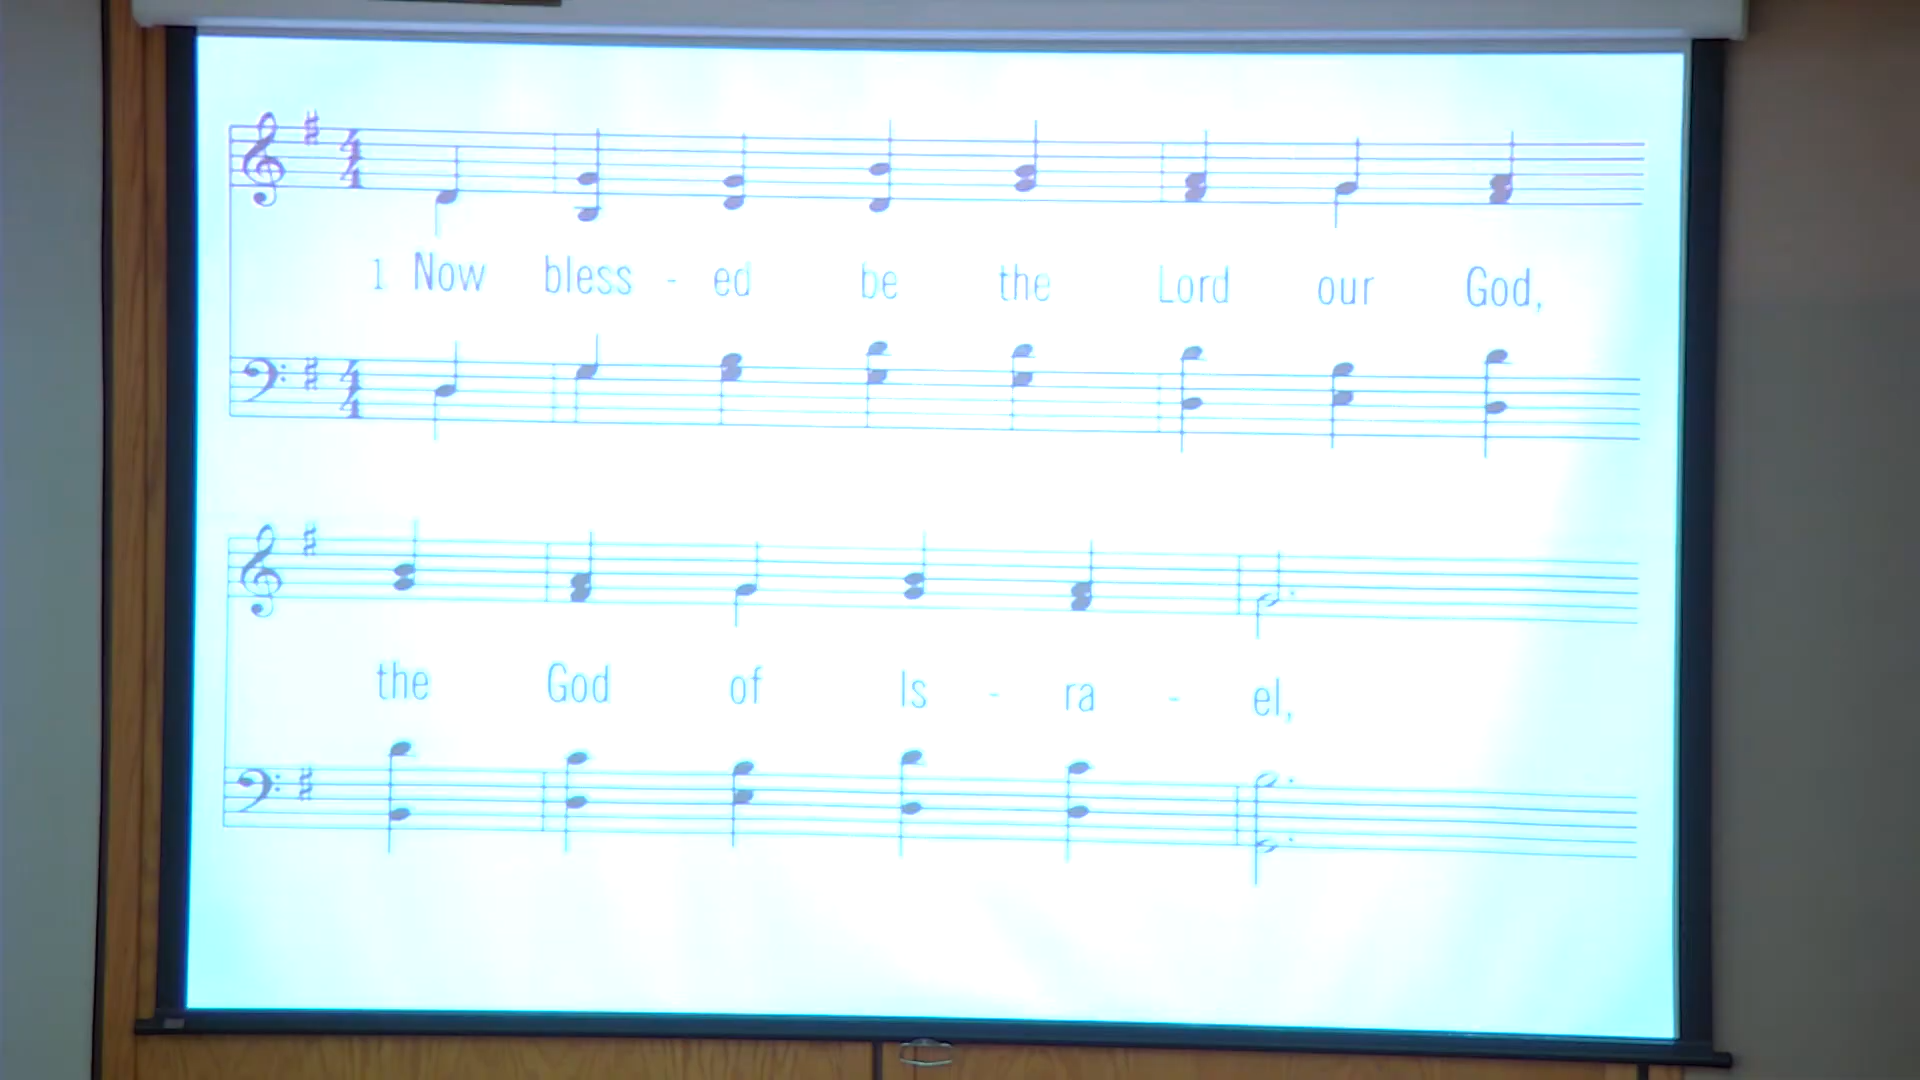 1 Now bless - ed be the Lord our God,
the God of Is - ra - el,